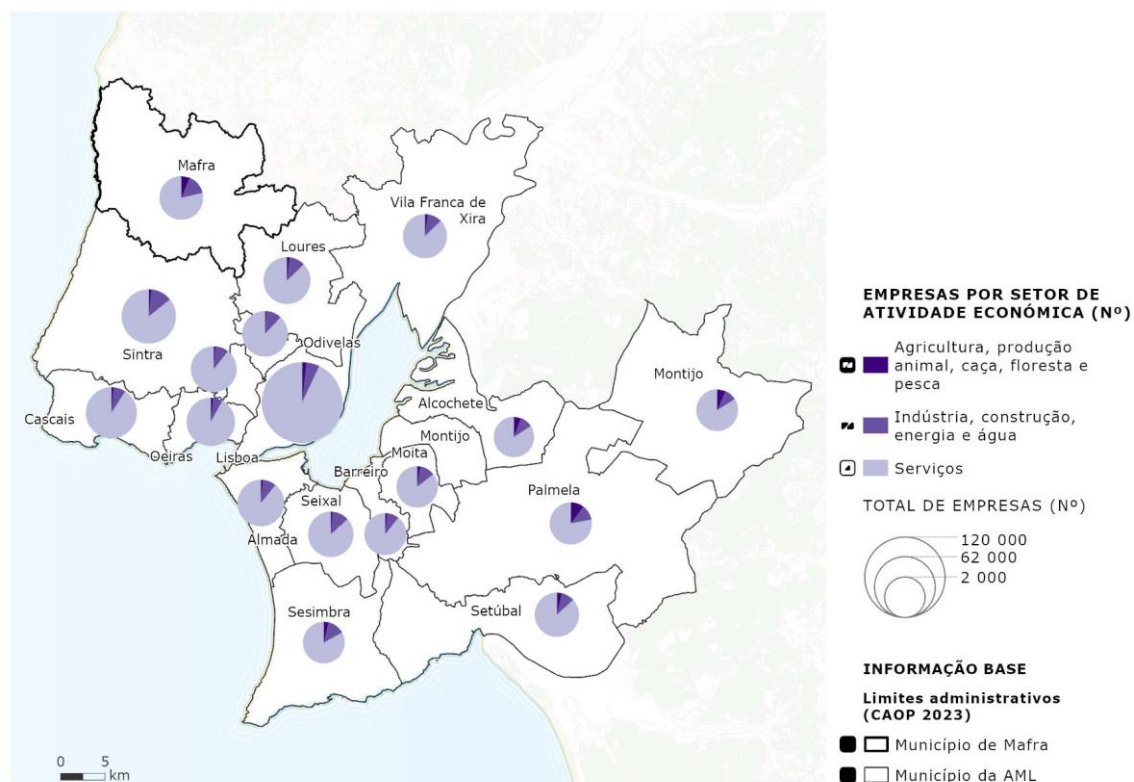 Mafra
Vila Franca de
Xira
Loures
Odivelas
Sintra
Cascais
Oeiras
Lisboa
Montijo
Alcochete
Montijo
Moita
Barreiro
Palmela
Seixal
Almada
Sesimbra
Setúbal
0 5
km
EMPRESAS POR SETOR DE
ATIVIDADE ECONÓMICA (Nº)
Agricultura, produção
animal, caça, floresta e
pesca
Indústria, construção,
energia e água
Serviços
TOTAL DE EMPRESAS (Nº)
120 000
62 000
2 000
INFORMAÇÃO BASE
Limites administrativos
(CAOP 2023)
Município de Mafra
Município da AML